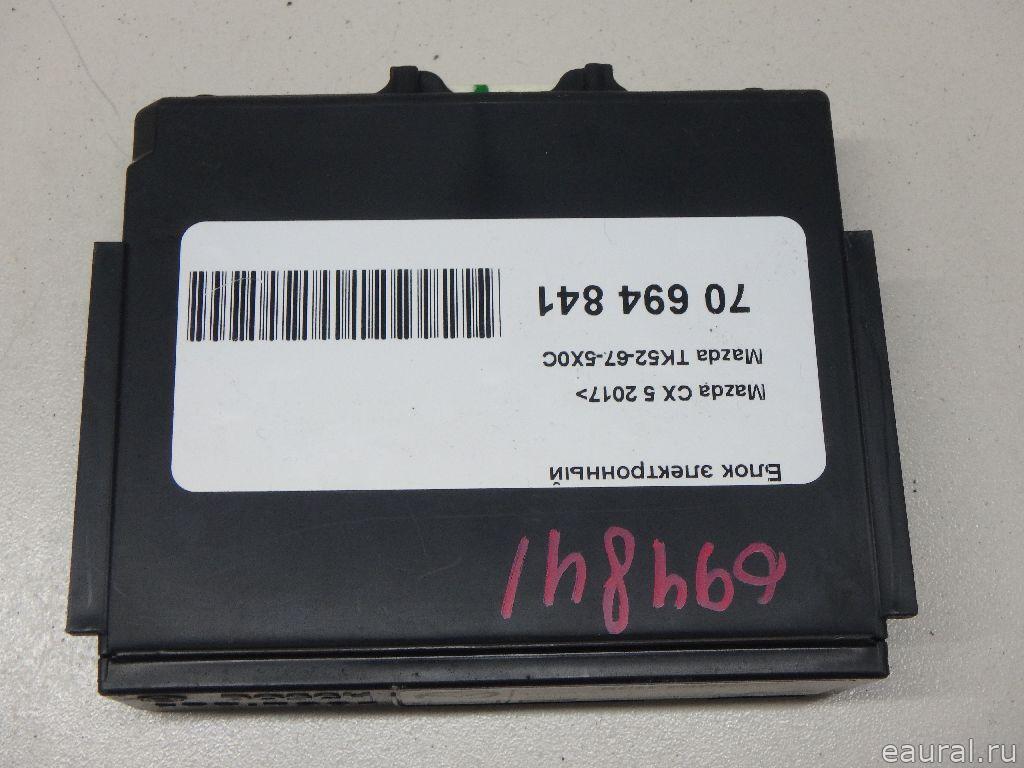 694841
Блок электронный
Mazda CX 5 2017>
Mazda TK52-67-5X0C
70 694 841
eaural.ru